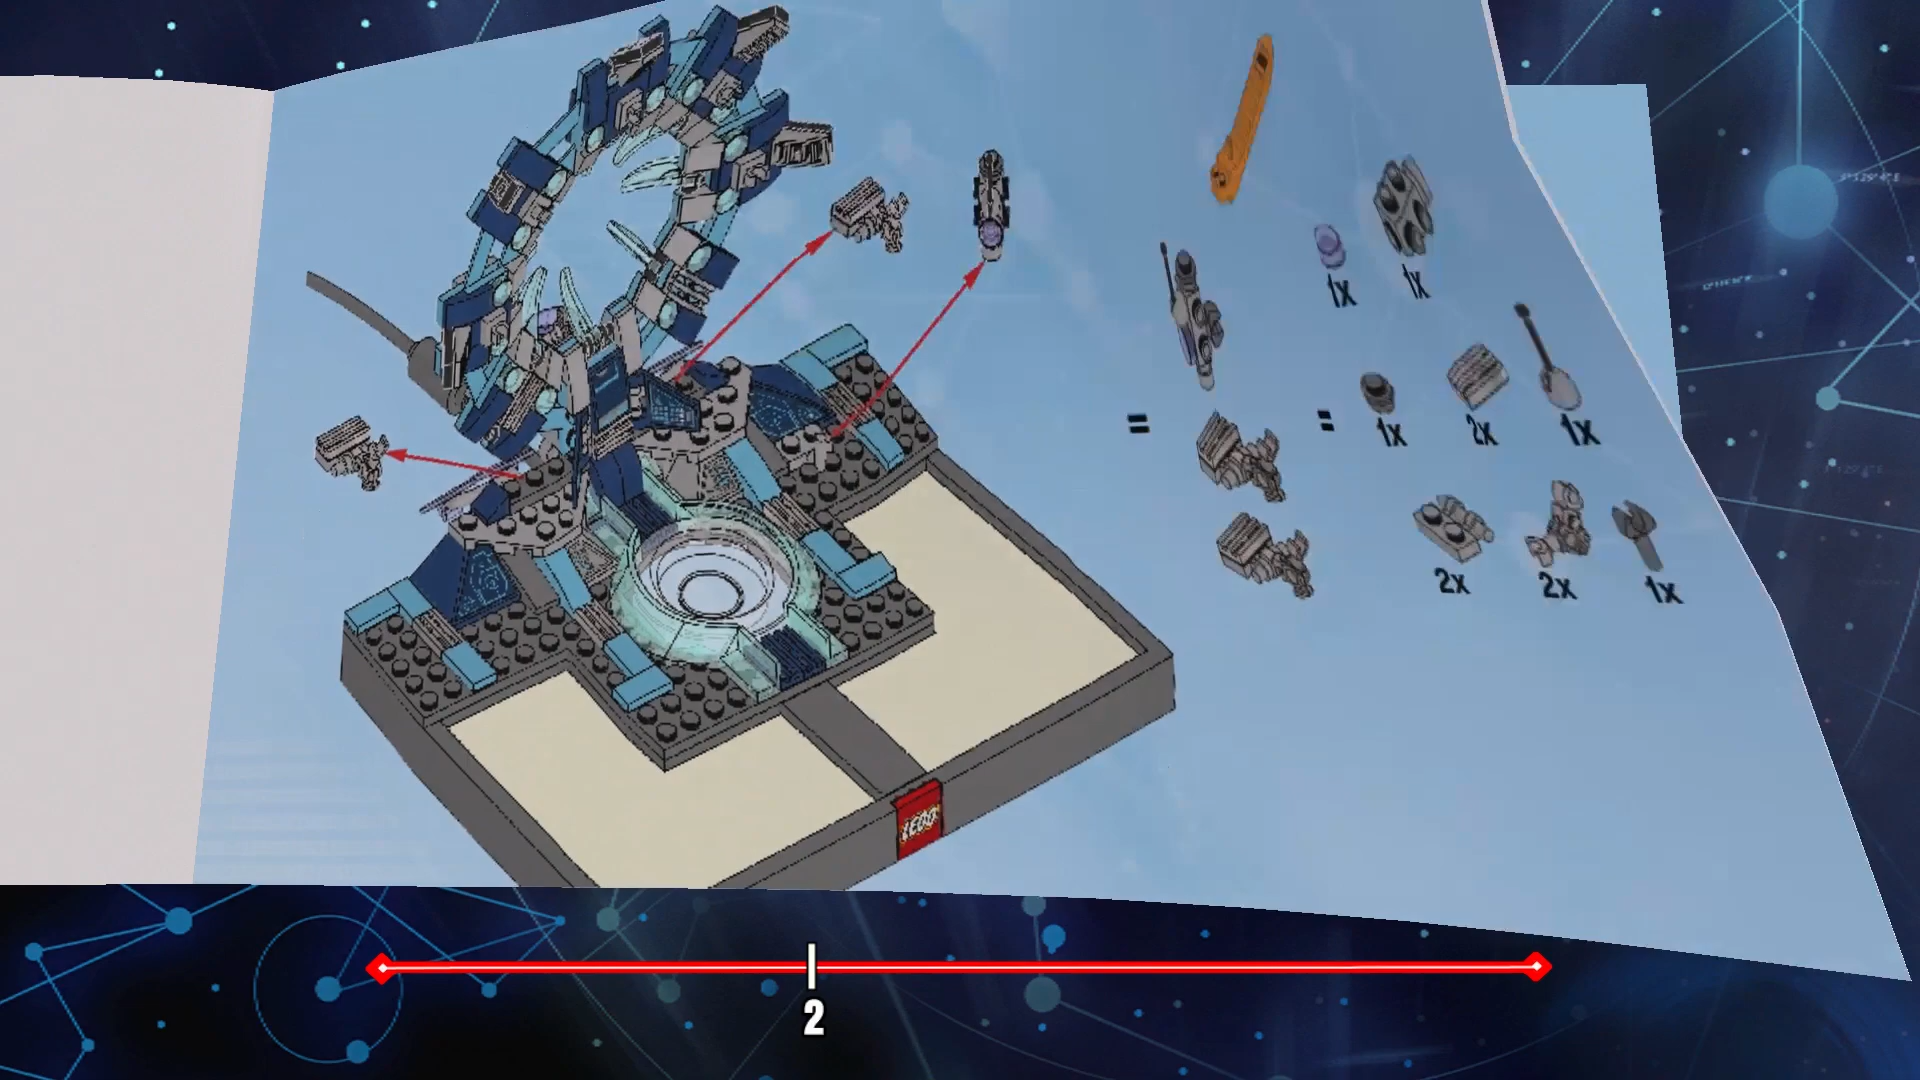 1x 1x
= = 1x 2x 1x
2x 2x 1x
LEGO
2